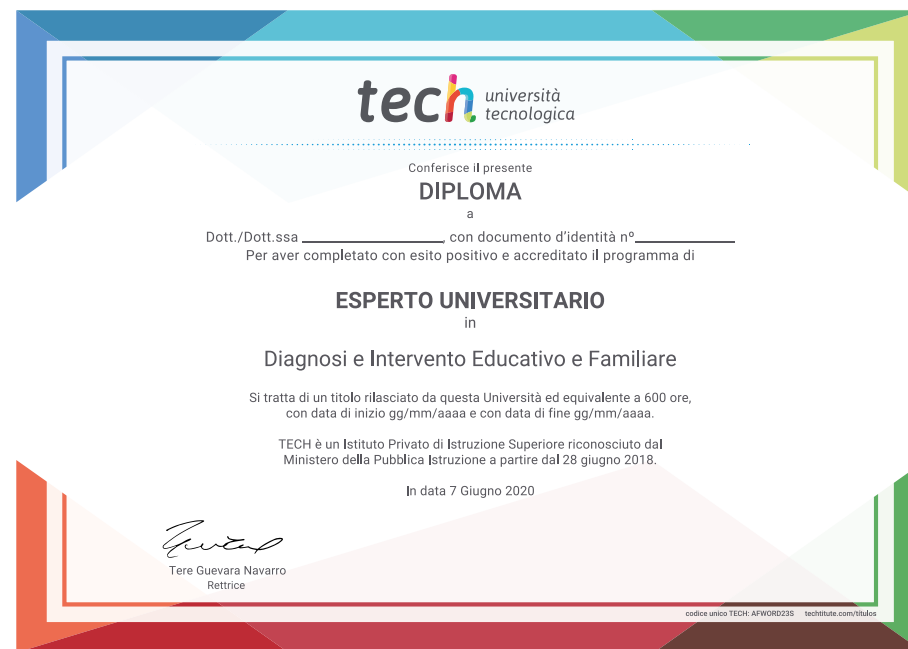 tech università
tecnologica
Conferisce il presente
DIPLOMA
a
Dott./Dott.ssa ____________________, con documento d'identità nº______________
Per aver completato con esito positivo e accreditato il programma di
ESPERTO UNIVERSITARIO
in
Diagnosi e Intervento Educativo e Familiare
Si tratta di un titolo rilasciato da questa Università ed equivalente a 600 ore,
con data di inizio gg/mm/aaaa e con data di fine gg/mm/aaaa.
TECH è un Istituto Privato di Istruzione Superiore riconosciuto dal
Ministero della Pubblica Istruzione a partire dal 28 giugno 2018.
In data 7 Giugno 2020
Tere Guevara Navarro
Rettrice
codice unico TECH: AFWORD23S techtitute.com/titulos